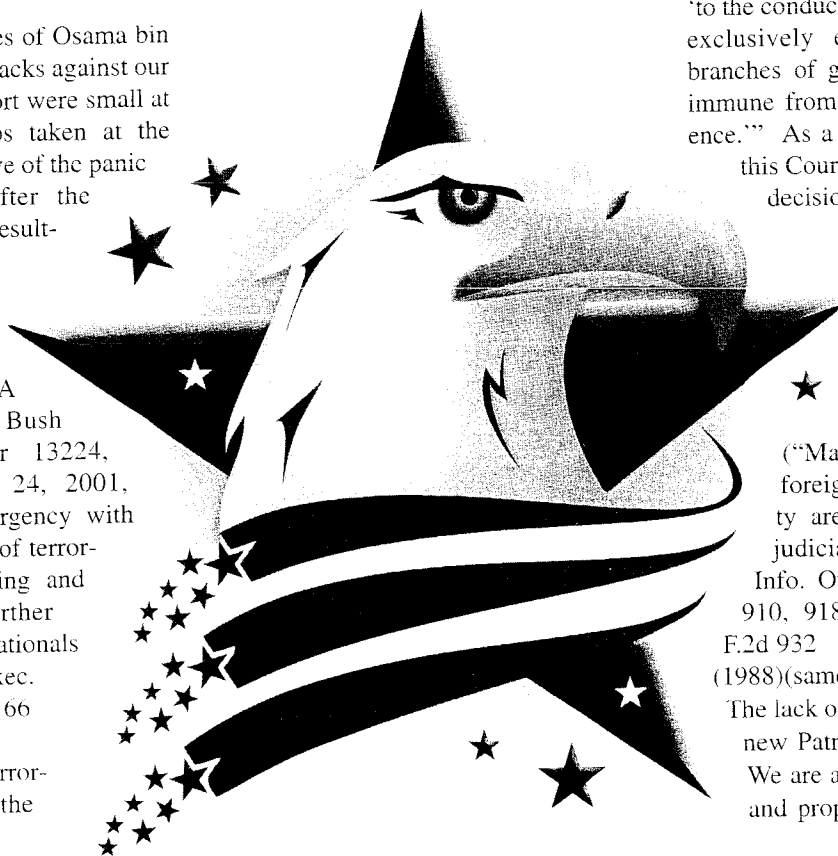 es of Osama bin
acks against our
ort were small at
os taken at the
ve of the panic
fter the
esult-
A
Bush
r 13224,
24, 2001,
rgency with
of terror-
ing and
rther
ationals
xec.
66
rror-
the
'to the conduc
exclusively e
branches of g
immune from
ence.'" As a
this Cour
decisio
("Ma
foreig
ty are
judicia
Info. O
910, 918
F.2d 932
(1988)(same
The lack o
new Patr
We are a
and prop